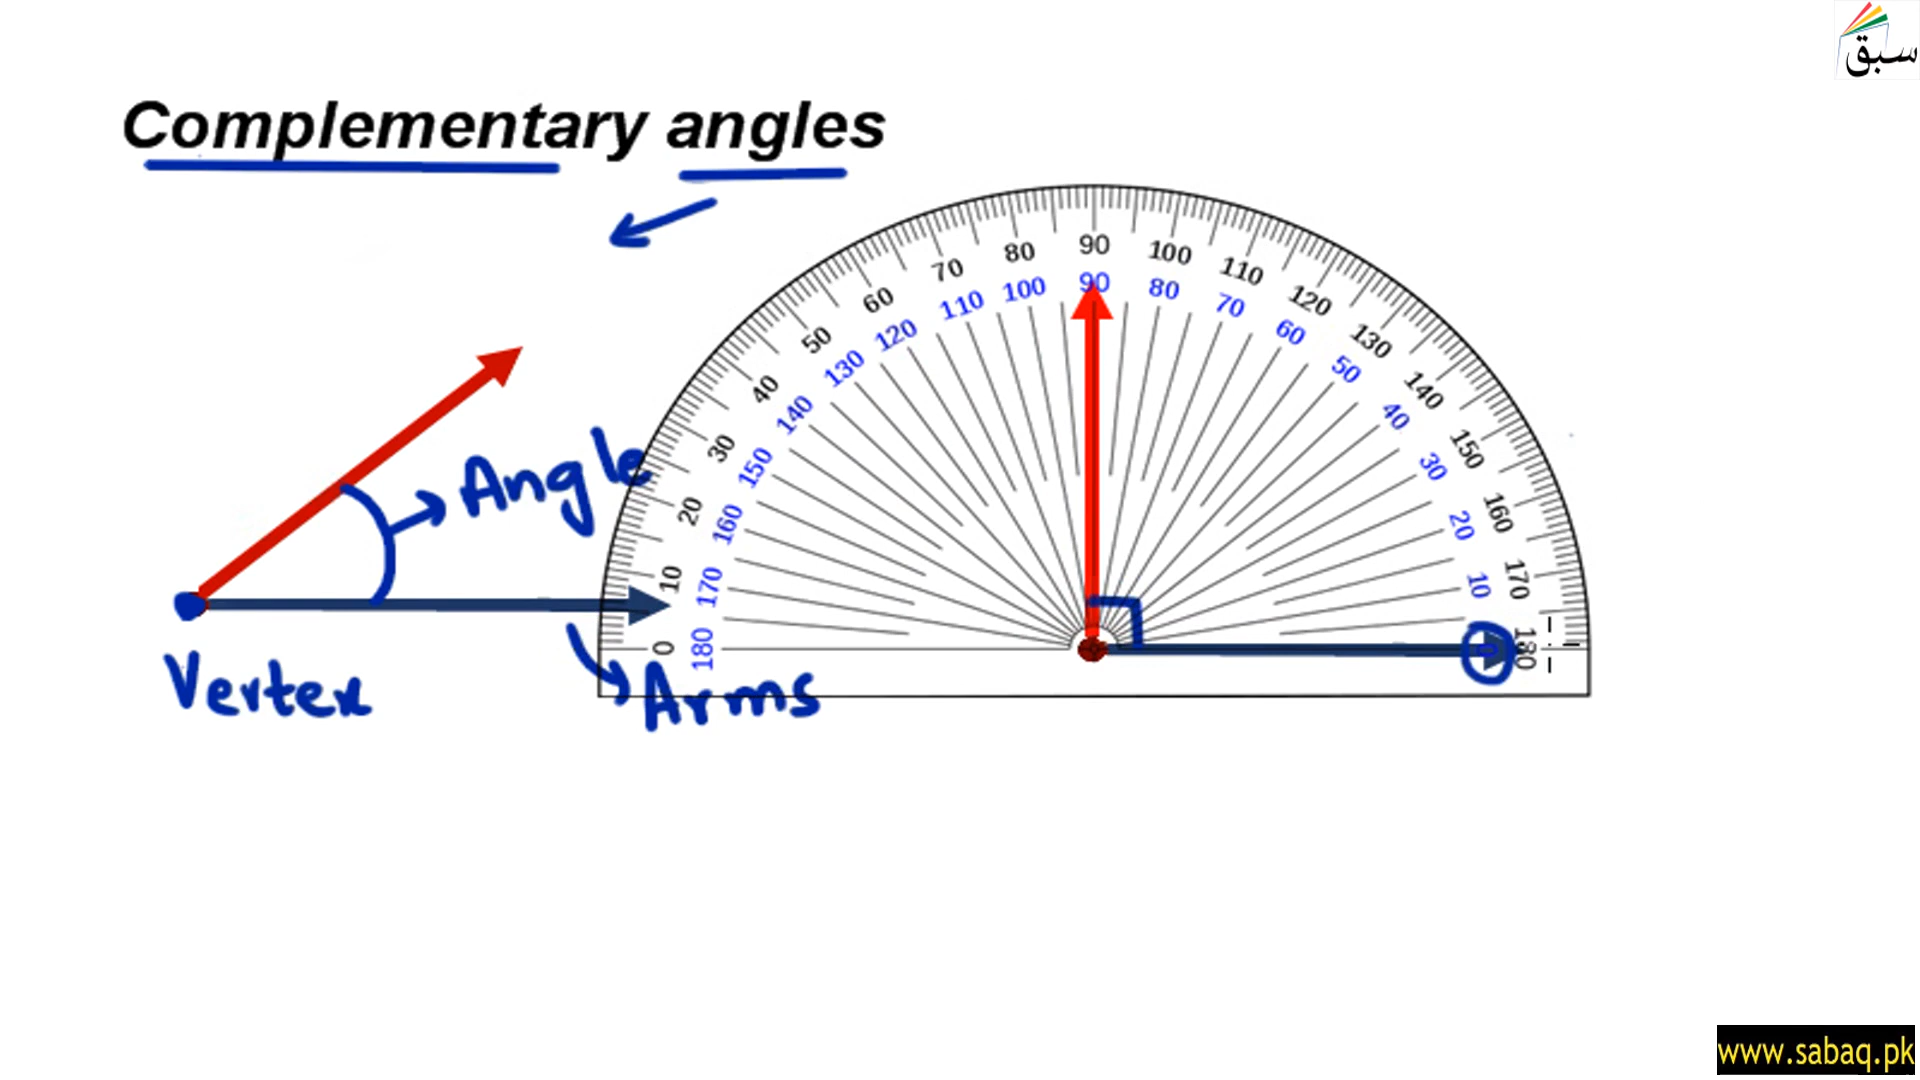 سبق
Complementary angles
Angle
Vertex
Arms
0 10 20 30 40 50 60 70 80 90 100 110 120 130 140 150 160 170 180
180 170 160 150 140 130 120 110 100 90 80 70 60 50 40 30 20 10 0
www.sabaq.pk